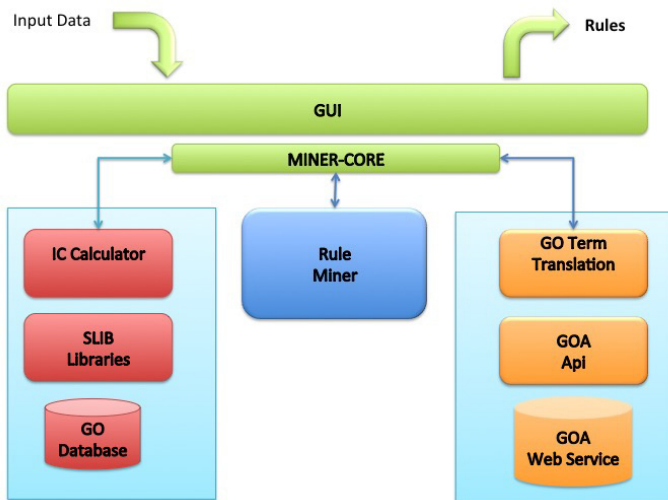 Input Data
Rules
GUI
MINER-CORE
IC Calculator
Rule
Miner
GO Term
Translation
SLIB
Libraries
GOA
Api
GO
Database
GOA
Web Service